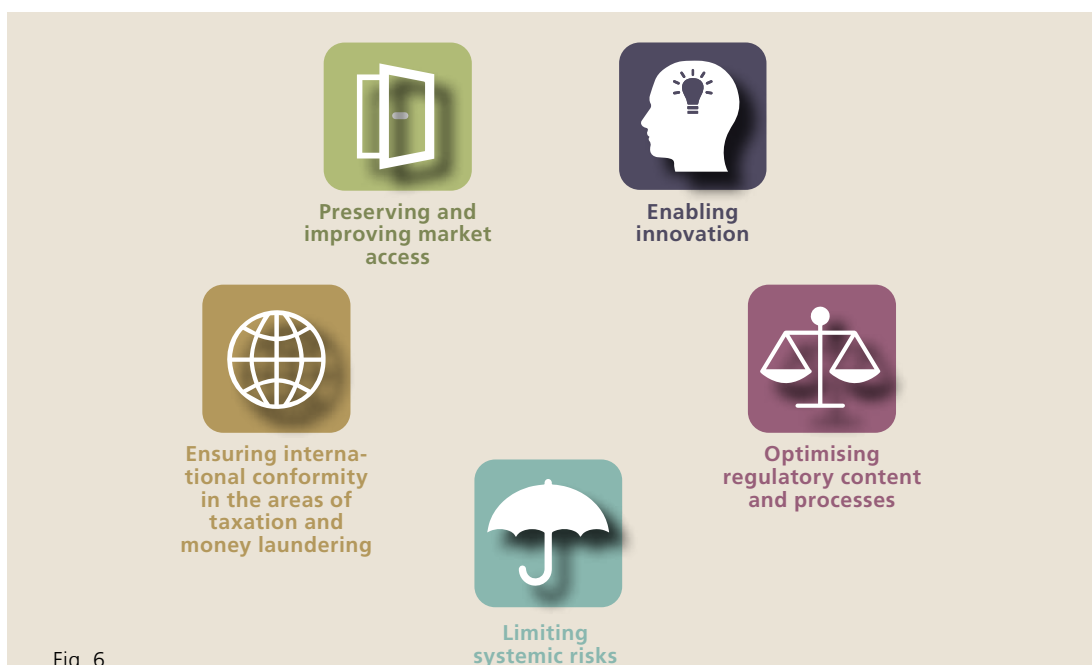 Preserving and
improving market
access
Enabling
innovation
Ensuring interna-
tional conformity
in the areas of
taxation and
money laundering
Optimising
regulatory content
and processes
Limiting
systemic risks
Fig. 6